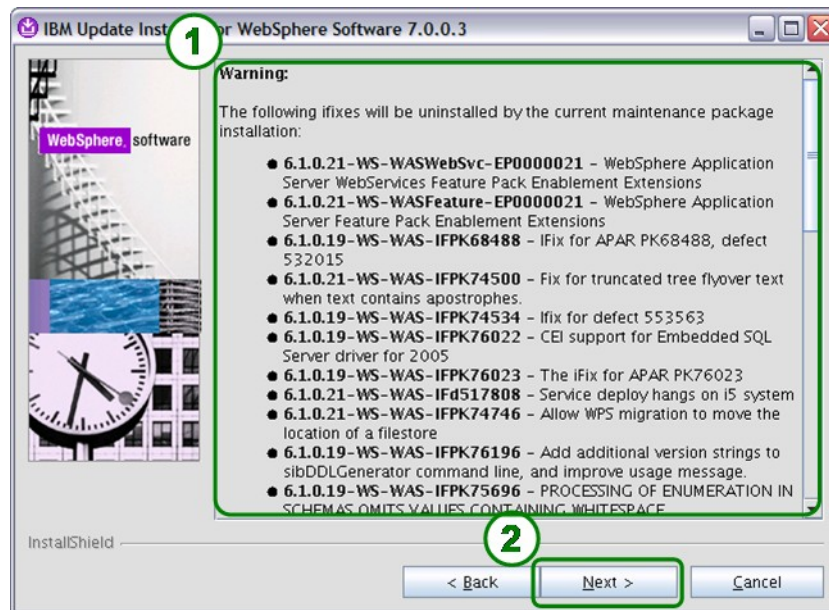 IBM Update Inst or WebSphere Software 7.0.0.3
1
WebSphere. software
Warning:
The following ifixes will be uninstalled by the current maintenance package
installation:
● 6.1.0.21-WS-WASWebSvc-EP0000021 - WebSphere Application
Server WebServices Feature Pack Enablement Extensions
● 6.1.0.21-WS-WASFeature-EP0000021 - WebSphere Application
Server Feature Pack Enablement Extensions
● 6.1.0.19-WS-WAS-IFPK68488 - IFix for APAR PK68488, defect
532015
● 6.1.0.21-WS-WAS-IFPK74500 - Fix for truncated tree flyover text
when text contains apostrophes.
● 6.1.0.19-WS-WAS-IFPK74534 - Ifix for defect 553563
● 6.1.0.19-WS-WAS-IFPK76022 - CEI support for Embedded SQL
Server driver for 2005
● 6.1.0.19-WS-WAS-IFPK76023 - The iFix for APAR PK76023
● 6.1.0.21-WS-WAS-IFd517808 - Service deploy hangs on i5 system
● 6.1.0.21-WS-WAS-IFPK74746 - Allow WPS migration to move the
location of a filestore
● 6.1.0.19-WS-WAS-IFPK76196 - Add additional version strings to
sibDDLGenerator command line, and improve usage message.
● 6.1.0.19-WS-WAS-IFPK75696 - PROCESSING OF ENUMERATION IN
SCHEMAS OMITS VALUES CONTAINING WHITESPACE
InstallShield
2
< Back
Next >
Cancel